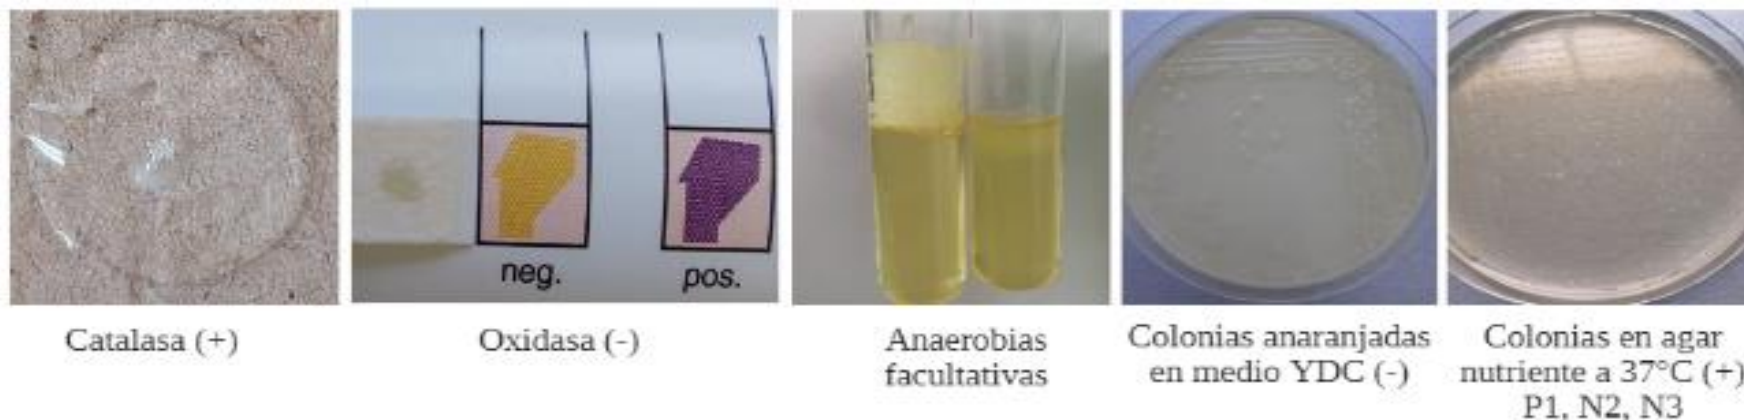 neg.
pos.
Catalasa (+)
Oxidasa (-)
Anaerobias
facultativas
Colonias anaranjadas
en medio YDC (-)
Colonias en agar
nutriente a 37°C (+)
P1, N2, N3